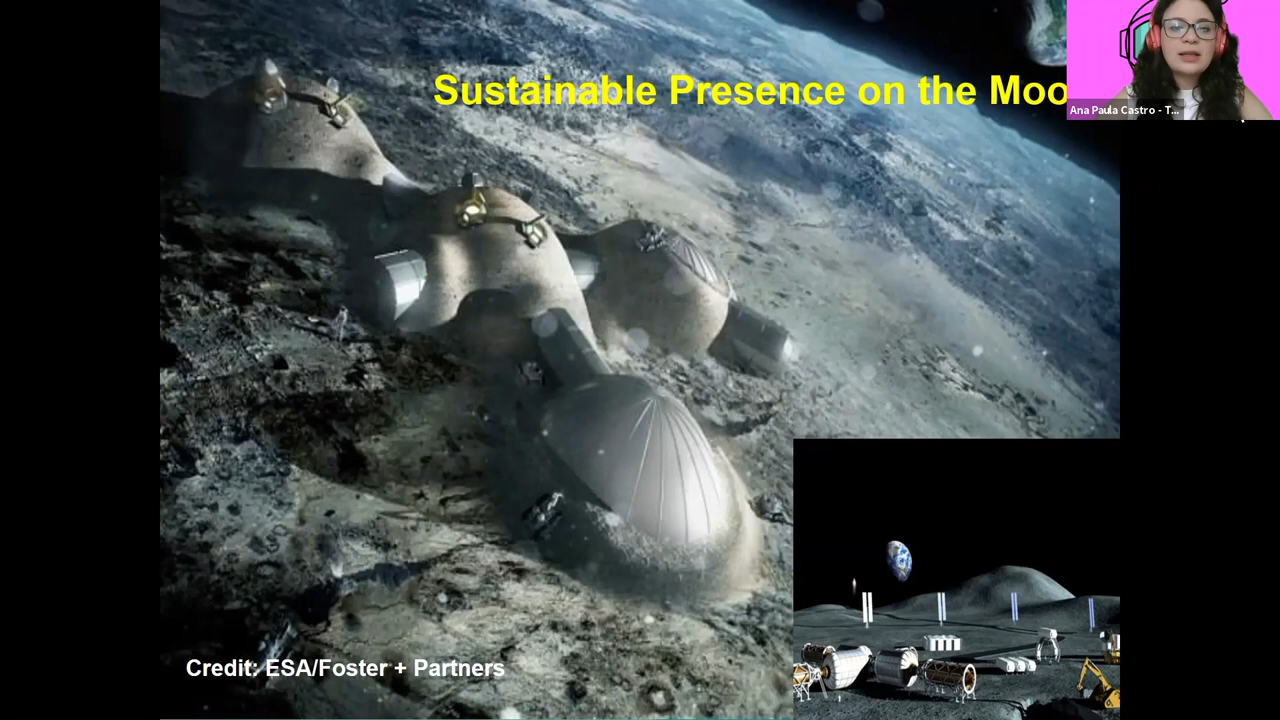 Sustainable Presence on the Moo
Ana Paula Castro - T...
Credit: ESA/Foster + Partners